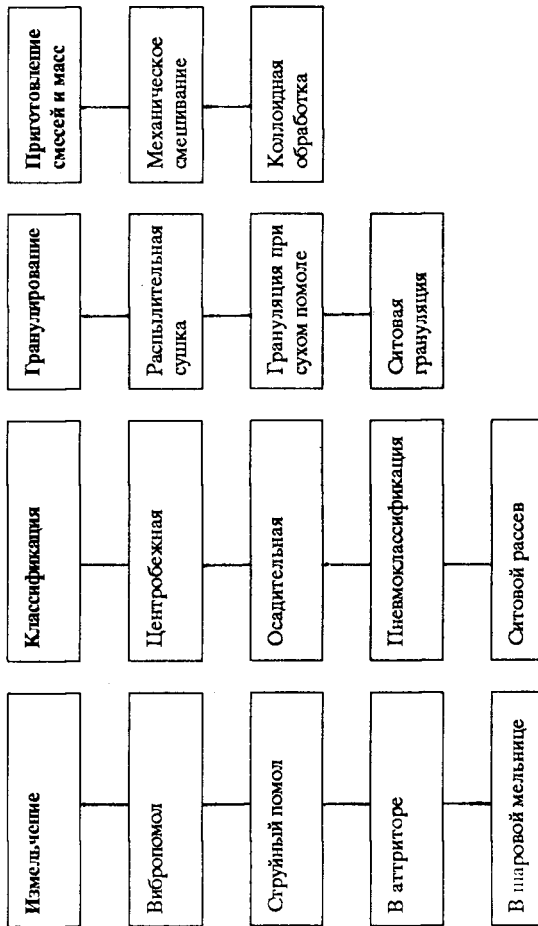 Измельчение
Вибропомол
Струйный помол
В аттриторе
В шаровой мельнице
Классификация
Центробежная
Осадительная
Пневмоклассификация
Ситовой рассев
Гранулирование
Распылительная
сушка
Грануляция при
сухом помоле
Ситовая
грануляция
Приготовление
смесей и масс
Механическое
смешивание
Коллоидная
обработка